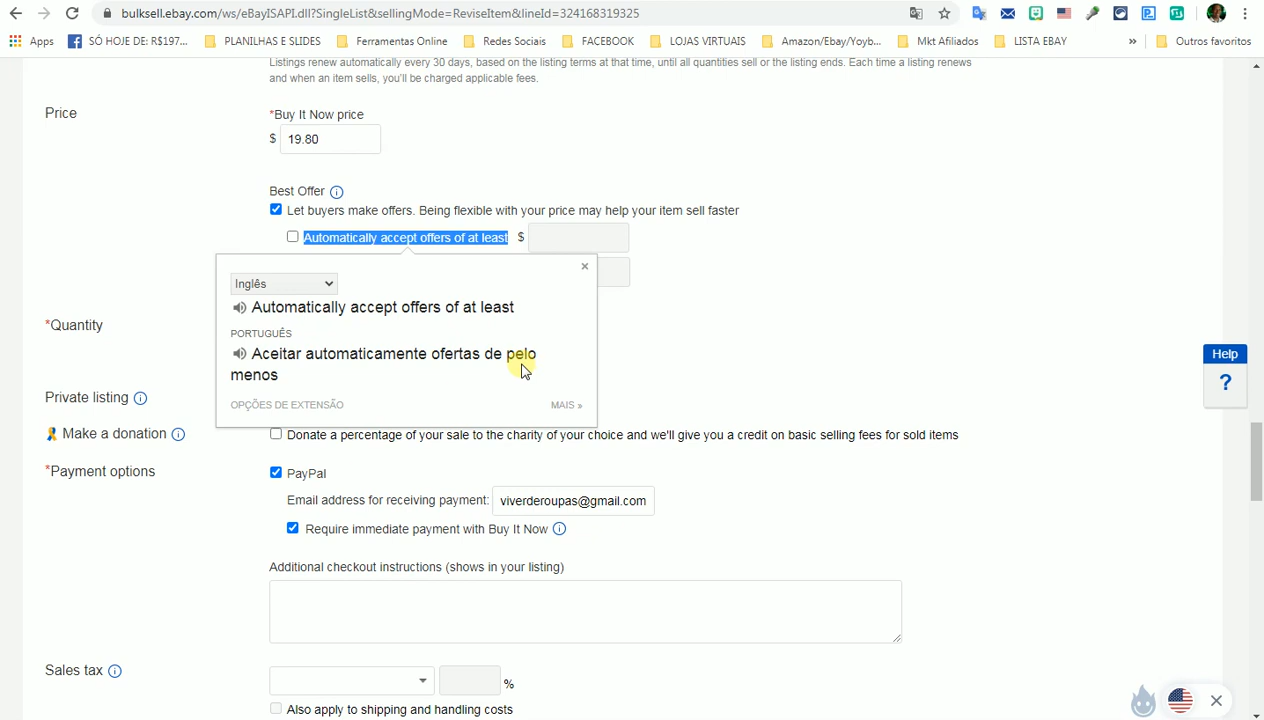 bulksell.ebay.com/ws/eBayISAPI.dll?SingleList&sellingMode=ReviseItem&lineId=324168319325
Apps SÓ HOJE DE: R$197... PLANILHAS E SLIDES Ferramentas Online Redes Sociais FACEBOOK LOJAS VIRTUAIS Amazon/Ebay/Yoyb... Mkt Afiliados LISTA EBAY » Outros favoritos
Listings renew automatically every 30 days, based on the listing terms at that time, until all quantities sell or the listing ends. Each time a listing renews
and when an item sells, you'll be charged applicable fees.
Price
*Buy It Now price
$ 19.80
Best Offer
Let buyers make offers. Being flexible with your price may help your item sell faster
Automatically accept offers of at least $
Inglês
Automatically accept offers of at least
PORTUGUÊS
Aceitar automaticamente ofertas de pelo
menos
OPÇÕES DE EXTENSÃO MAIS »
*Quantity
Help
?
Private listing
Make a donation
Donate a percentage of your sale to the charity of your choice and we'll give you a credit on basic selling fees for sold items
*Payment options
PayPal
Email address for receiving payment: viverderoupas@gmail.com
Require immediate payment with Buy It Now
Additional checkout instructions (shows in your listing)
Sales tax
%
Also apply to shipping and handling costs